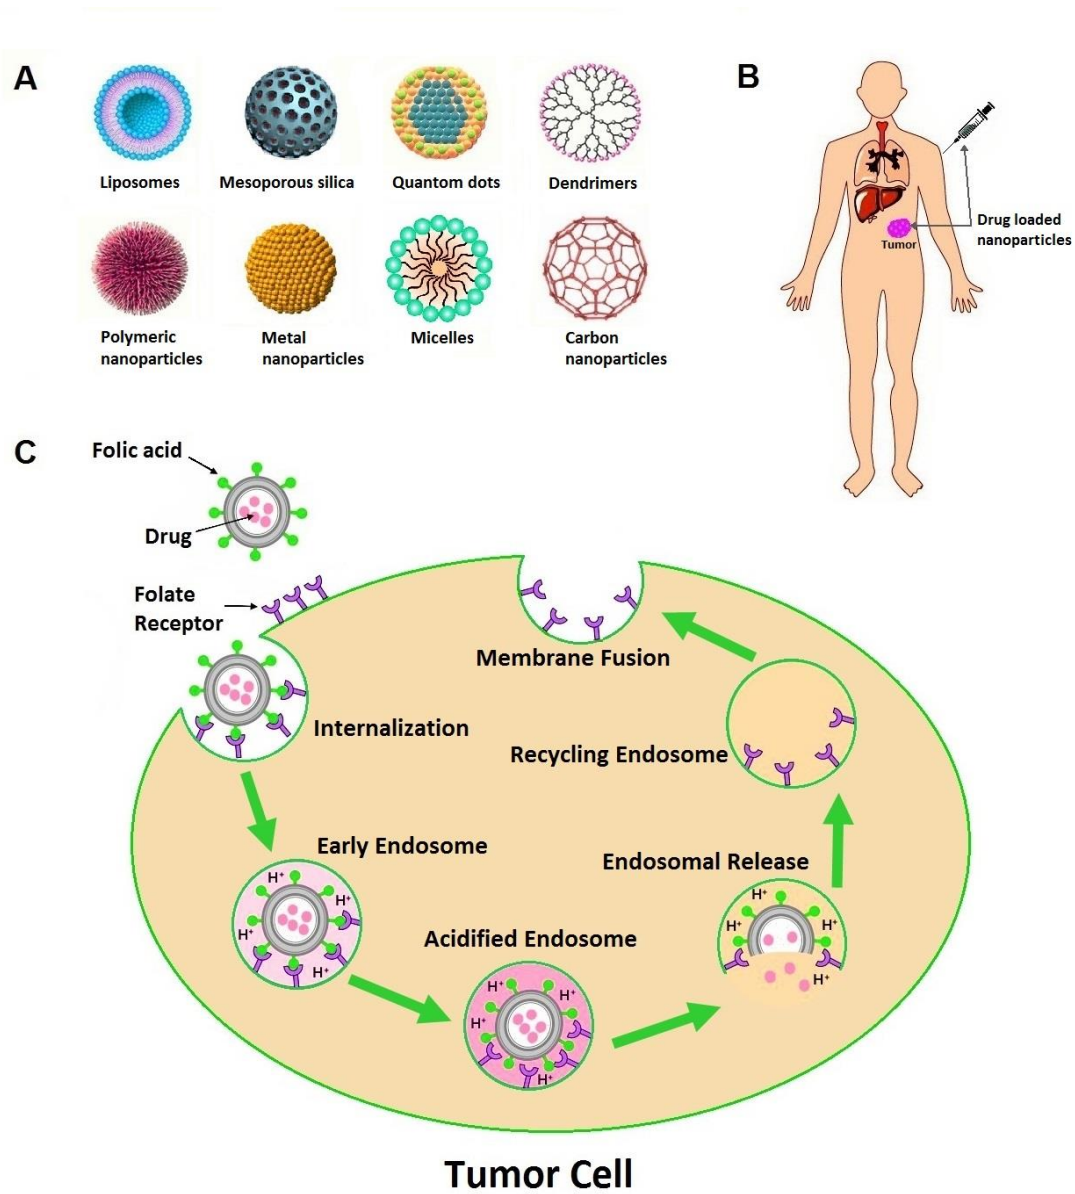 A
B
Liposomes
Mesoporous silica
Quantom dots
Dendrimers
Polymeric
nanoparticles
Metal
nanoparticles
Micelles
Carbon
nanoparticles
Drug loaded
nanoparticles
Tumor
C
Folic acid
Drug
Folate
Receptor
Internalization
Membrane Fusion
Recycling Endosome
Early Endosome
H⁺
H⁺
H⁺
H⁺
Acidified Endosome
H⁺
H⁺
H⁺
H⁺
Endosomal Release
H⁺
H⁺
H⁺
H⁺
Tumor Cell